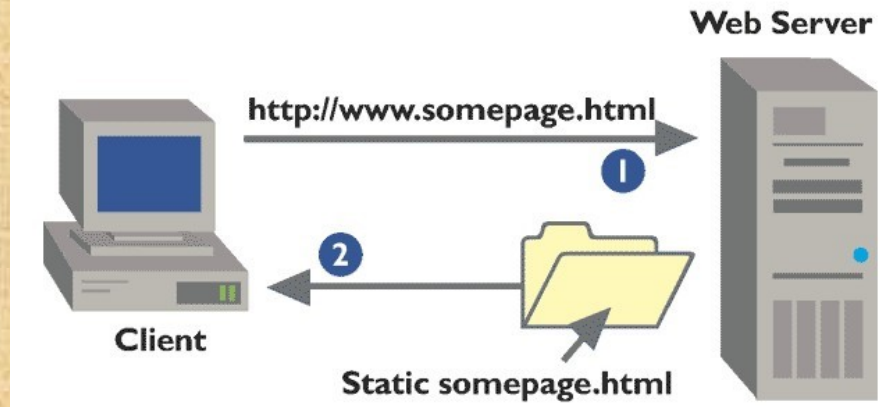 Web Server
http://www.somepage.html
1
2
Client
Static somepage.html